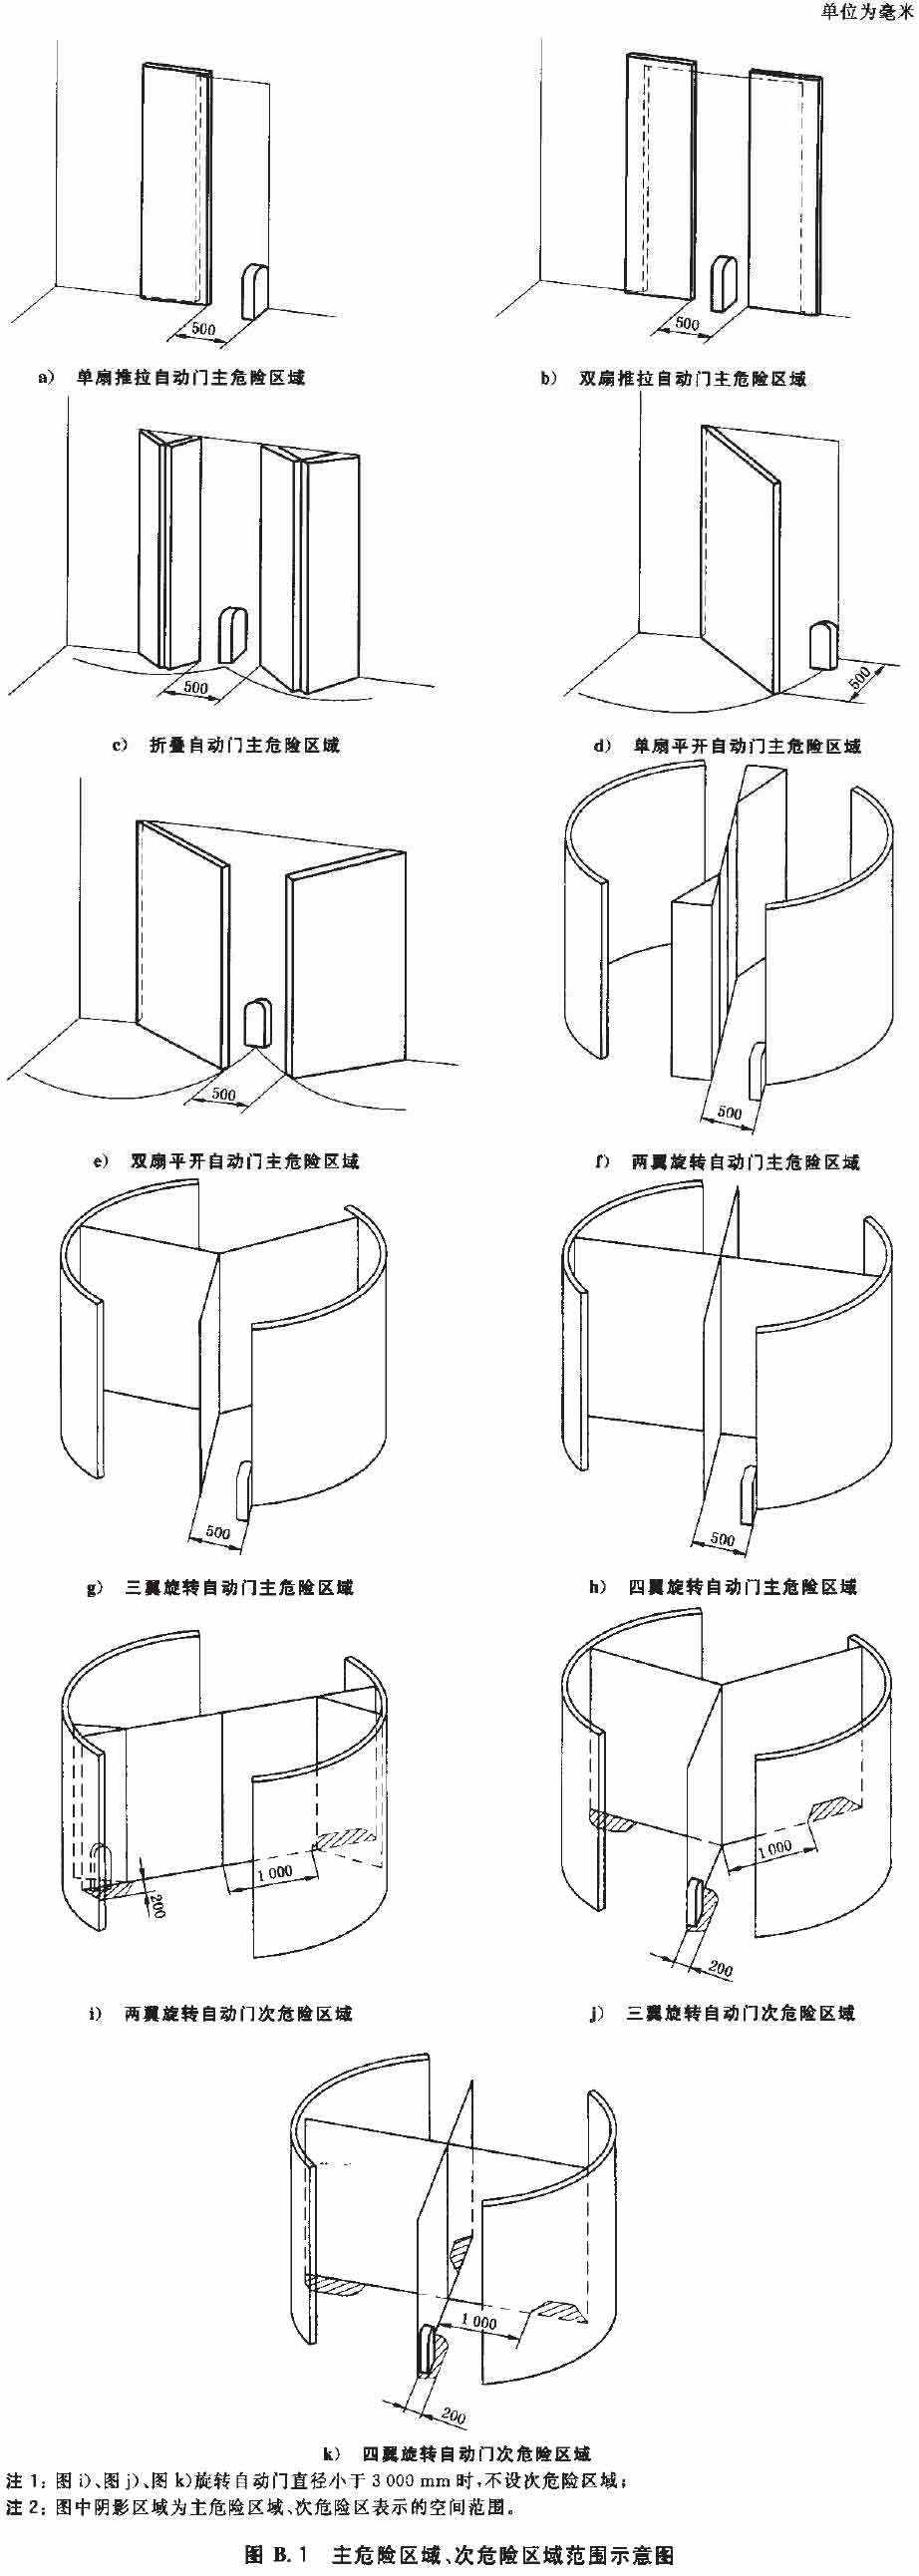 单位为毫米
500
500
a) 单扇推拉自动门主危险区域
b) 双扇推拉自动门主危险区域
500
500
c) 折叠自动门主危险区域
d) 单扇平开自动门主危险区域
500
500
e) 双扇平开自动门主危险区域
f) 两翼旋转自动门主危险区域
500
500
g) 三翼旋转自动门主危险区域
h) 四翼旋转自动门主危险区域
1 000
200
1 000
200
i) 两翼旋转自动门次危险区域
j) 三翼旋转自动门次危险区域
1 000
200
k) 四翼旋转自动门次危险区域
注 1: 图 i)、图 j)、图 k)旋转自动门直径小于 3 000 mm 时,不设次危险区域;
注 2: 图中阴影区域为主危险区域、次危险区表示的空间范围。
图 B.1 主危险区域、次危险区域范围示意图